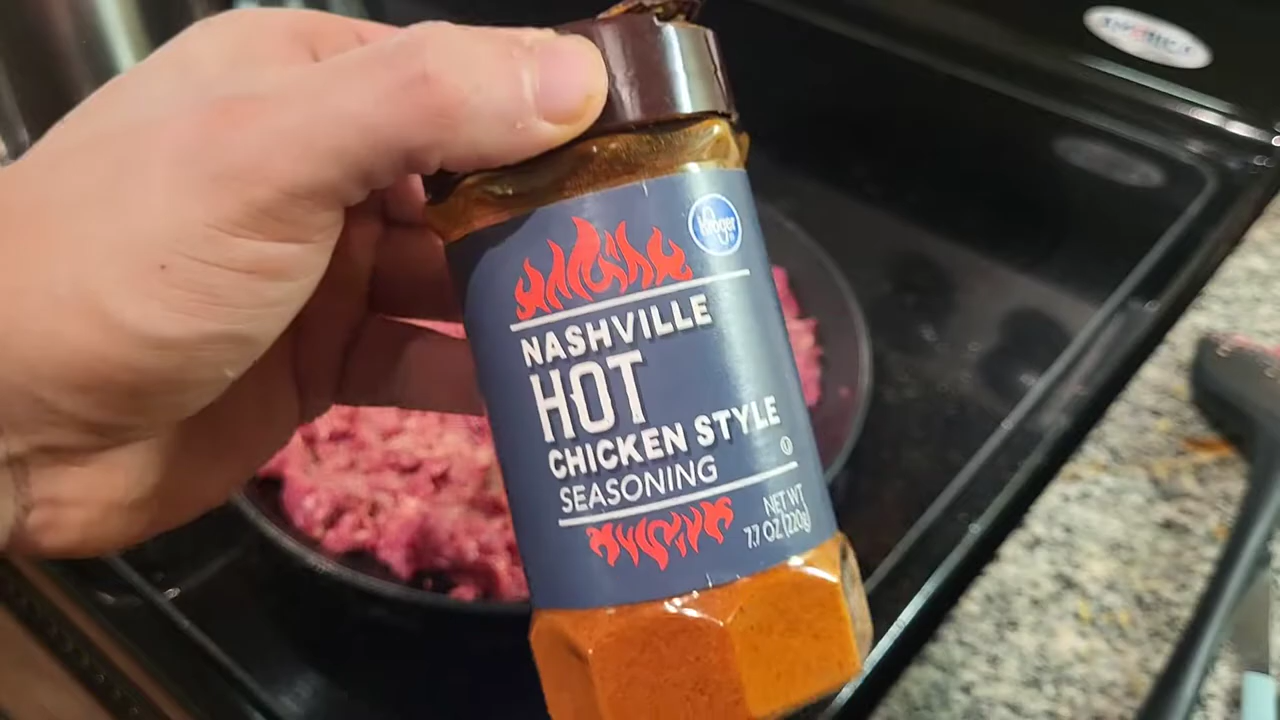 Kroger
NASHVILLE
HOT
CHICKEN STYLE
SEASONING
NET WT
7.7 OZ (220g)